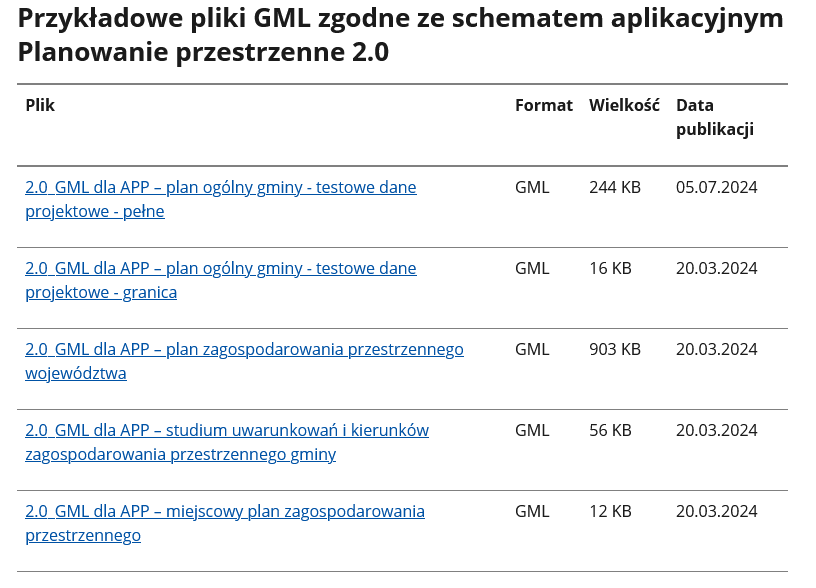 Przykładowe pliki GML zgodne ze schematem aplikacyjnym
Planowanie przestrzenne 2.0
Plik Format Wielkość Data
publikacji
2.0_GML dla APP – plan ogólny gminy - testowe dane GML 244 KB 05.07.2024
projektowe - pełne
2.0_GML dla APP – plan ogólny gminy - testowe dane GML 16 KB 20.03.2024
projektowe - granica
2.0_GML dla APP – plan zagospodarowania przestrzennego GML 903 KB 20.03.2024
województwa
2.0_GML dla APP – studium uwarunkowań i kierunków GML 56 KB 20.03.2024
zagospodarowania przestrzennego gminy
2.0_GML dla APP – miejscowy plan zagospodarowania GML 12 KB 20.03.2024
przestrzennego